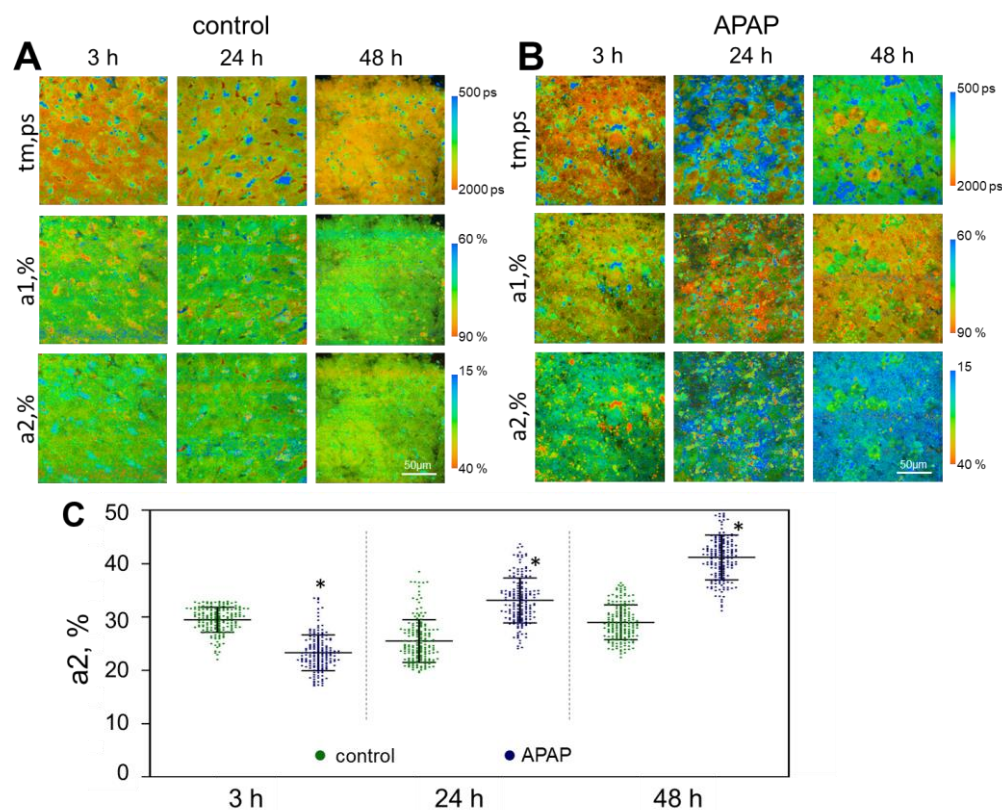 control
APAP
A
3 h
24 h
48 h
B
3 h
24 h
48 h
tm,ps
500 ps
2000 ps
500 ps
2000 ps
tm,ps
a1,%
60 %
90 %
60 %
90 %
a1,%
a2,%
15 %
40 %
50µm
15
40 %
50µm
a2,%
C
50
40
30
20
10
0
a2, %
*
*
*
control
APAP
3 h
24 h
48 h